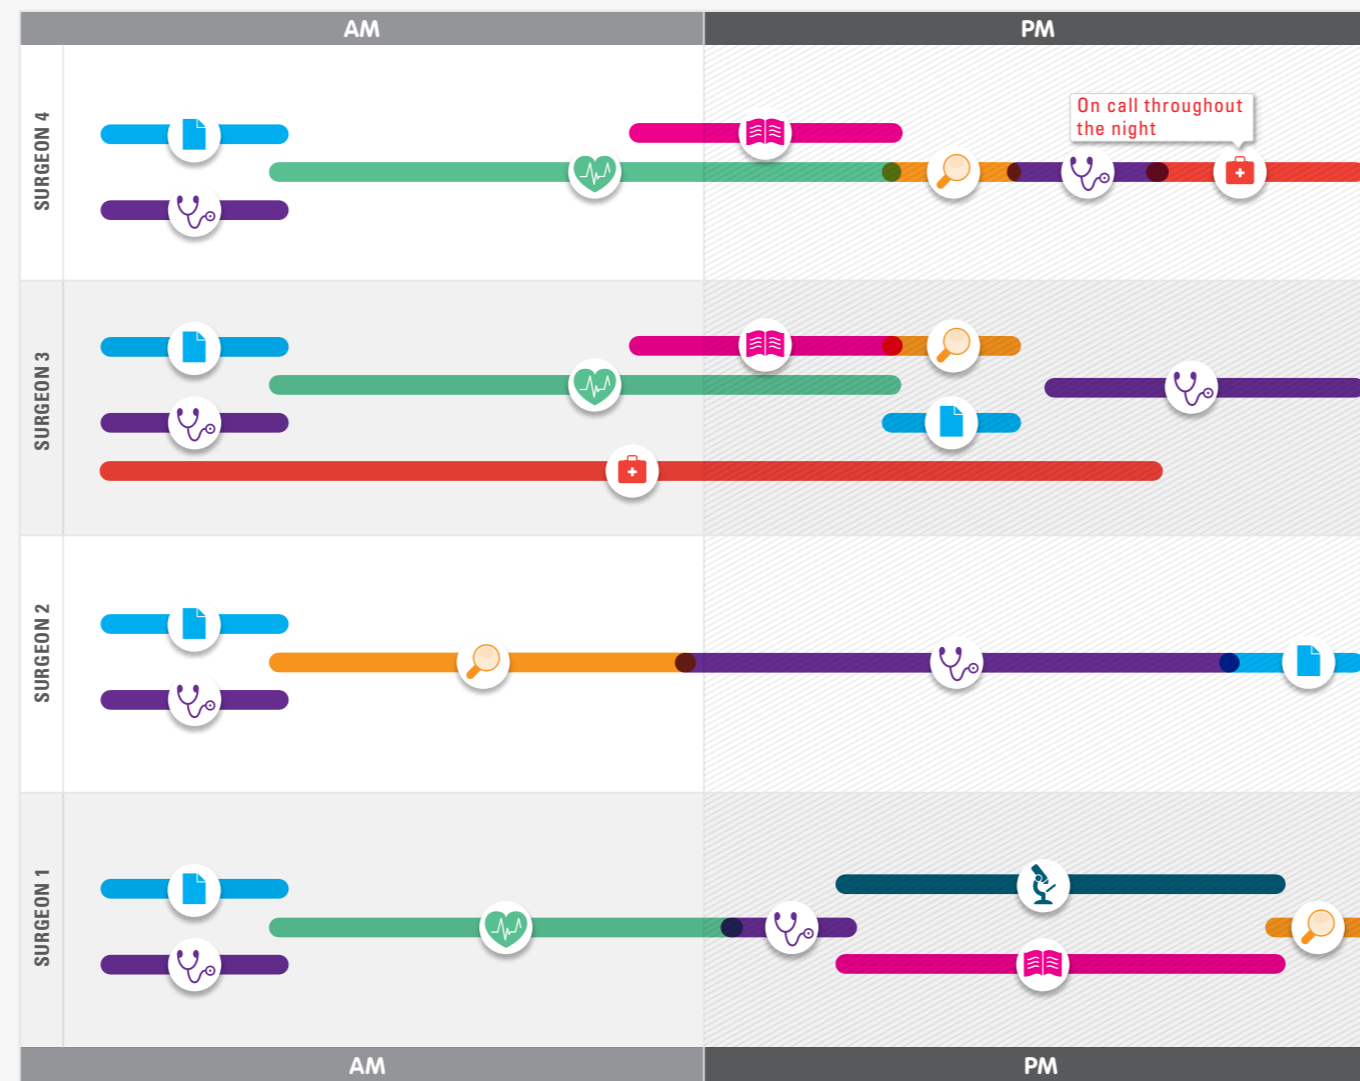 AM PM
SURGEON 4
On call throughout
the night
SURGEON 3
SURGEON 2
SURGEON 1
AM PM